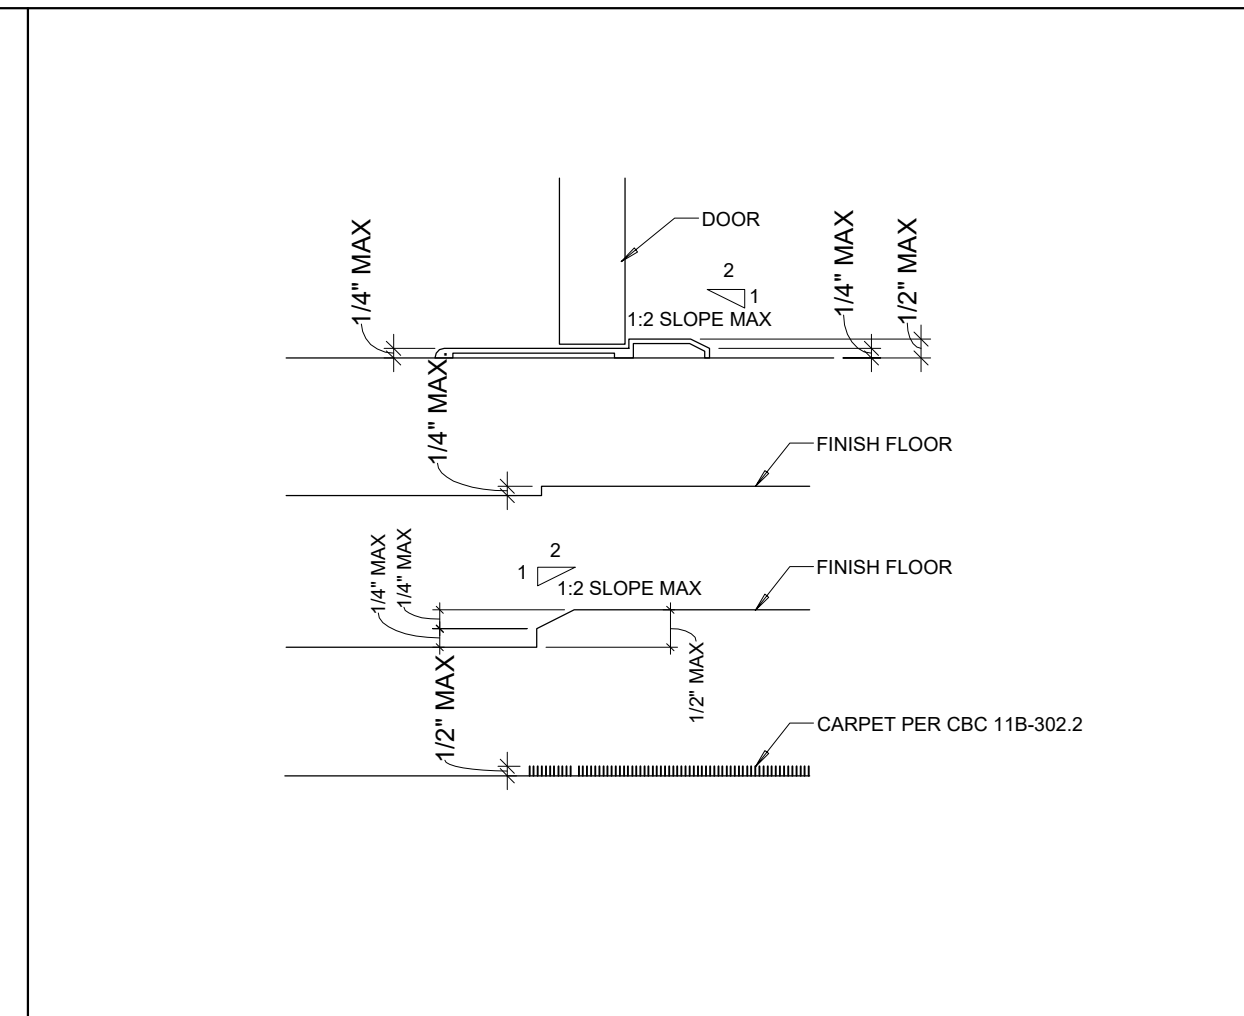 DOOR
1/4" MAX
1/4" MAX
1/2" MAX
2
1
1:2 SLOPE MAX
1/4" MAX
FINISH FLOOR
1/4" MAX
1/4" MAX
2
1
1:2 SLOPE MAX
FINISH FLOOR
1/2" MAX
1/2" MAX
CARPET PER CBC 11B-302.2